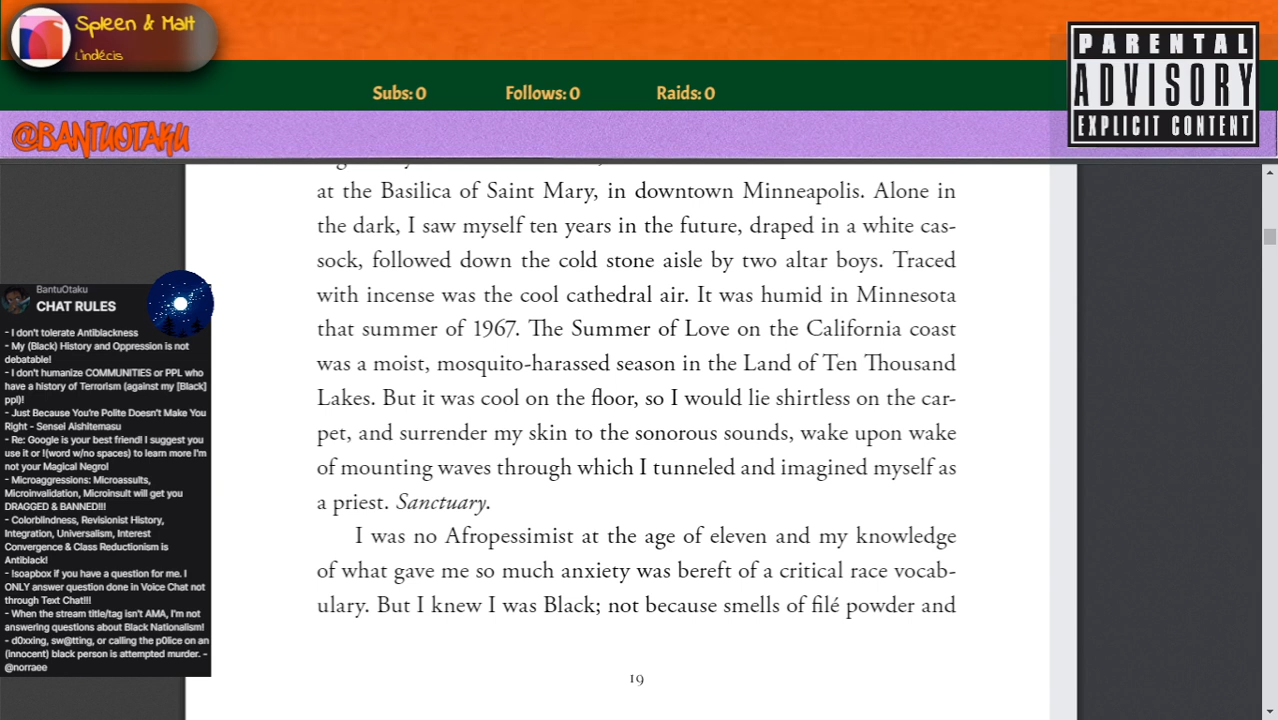 Spleen & Malt
L'indécis
PARENTAL
ADVISORY
EXPLICIT CONTENT
Subs: 0 Follows: 0 Raids: 0
@BANTUOTAKU
at the Basilica of Saint Mary, in downtown Minneapolis. Alone in
the dark, I saw myself ten years in the future, draped in a white cas-
sock, followed down the cold stone aisle by two altar boys. Traced
with incense was the cool cathedral air. It was humid in Minnesota
that summer of 1967. The Summer of Love on the California coast
was a moist, mosquito-harassed season in the Land of Ten Thousand
Lakes. But it was cool on the floor, so I would lie shirtless on the car-
pet, and surrender my skin to the sonorous sounds, wake upon wake
of mounting waves through which I tunneled and imagined myself as
a priest. Sanctuary.
I was no Afropessimist at the age of eleven and my knowledge
of what gave me so much anxiety was bereft of a critical race vocab-
ulary. But I knew I was Black; not because smells of filé powder and
19
BantuOtaku
CHAT RULES
- I don't tolerate Antiblackness
- My (Black) History and Oppression is not
debatable!
- I don't humanize COMMUNITIES or PPL who
have a history of Terrorism (against my [Black]
ppl)!
- Just Because You're Polite Doesn't Make You
Right - Sensei Aishitemasu
- Re: Google is your best friend! I suggest you
use it or !(word w/no spaces) to learn more I'm
not your Magical Negro!
- Microaggressions: Microassults,
Microinvalidation, Microinsult will get you
DRAGGED & BANNED!!!
- Colorblindness, Revisionist History,
Integration, Universalism, Interest
Convergence & Class Reductionism is
Antiblack!
- !soapbox if you have a question for me. I
ONLY answer question done in Voice Chat not
through Text Chat!!!
- When the stream title/tag isn't AMA, I'm not
answering questions about Black Nationalism!
- d0xxing, sw@tting, or calling the p0lice on an
(innocent) black person is attempted murder. -
@norraee